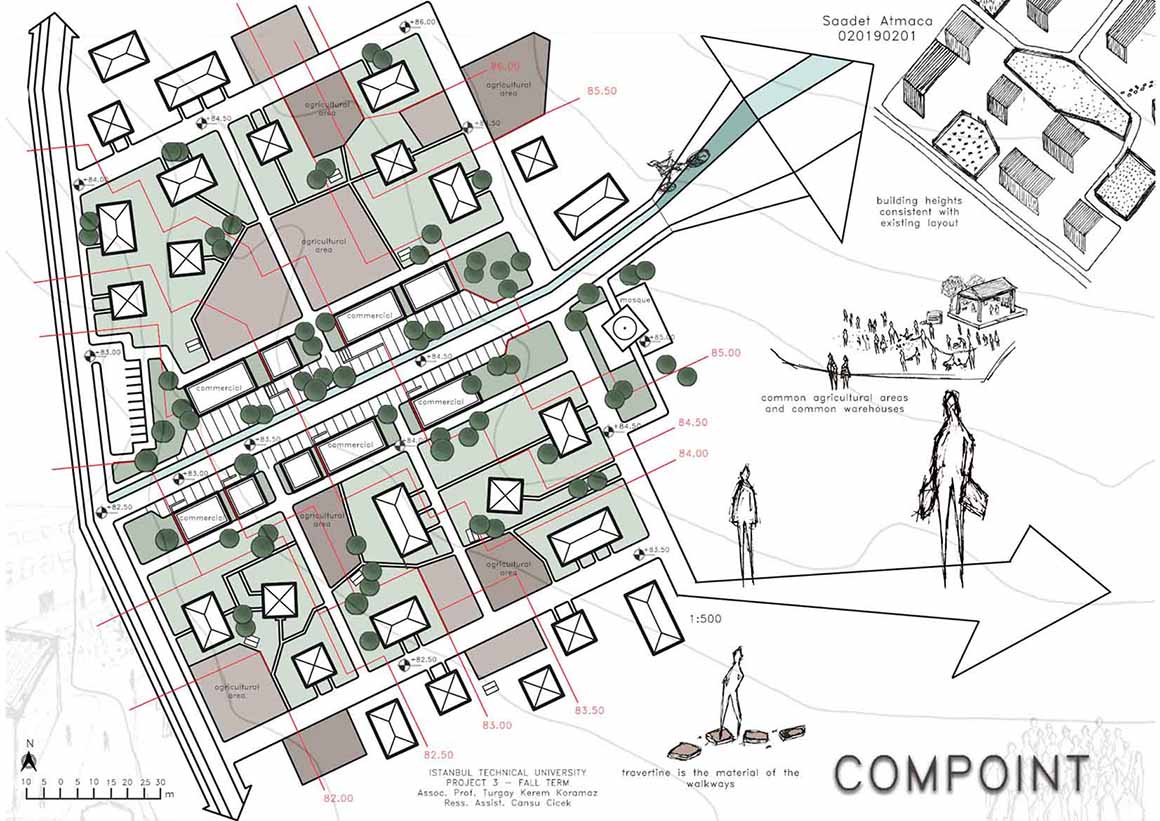 Saadet Atmaca
020190201
building heights
consistent with
existing layout
+86.00
86.00
agricultural
area
agricultural
area
85.50
+84.50
+84.00
agricultural
area
mosque
commercial
+85.00
+83.00
+84.50
85.00
commercial
commercial
common agricultural areas
and common warehouses
84.50
+84.50
+83.50
commercial
84.00
+83.00
+82.50
commercial
agricultural
area
+83.50
agricultural
area
1:500
+82.50
agricultural
area
83.50
83.00
82.50
82.00
N
10 5 0 5 10 15 20 25 30
m
ISTANBUL TECHNICAL UNIVERSITY
PROJECT 3 - FALL TERM
Assoc. Prof. Turgay Kerem Koramaz
Ress. Assist. Cansu Cicek
travertine is the material of the
walkways
COMPOINT